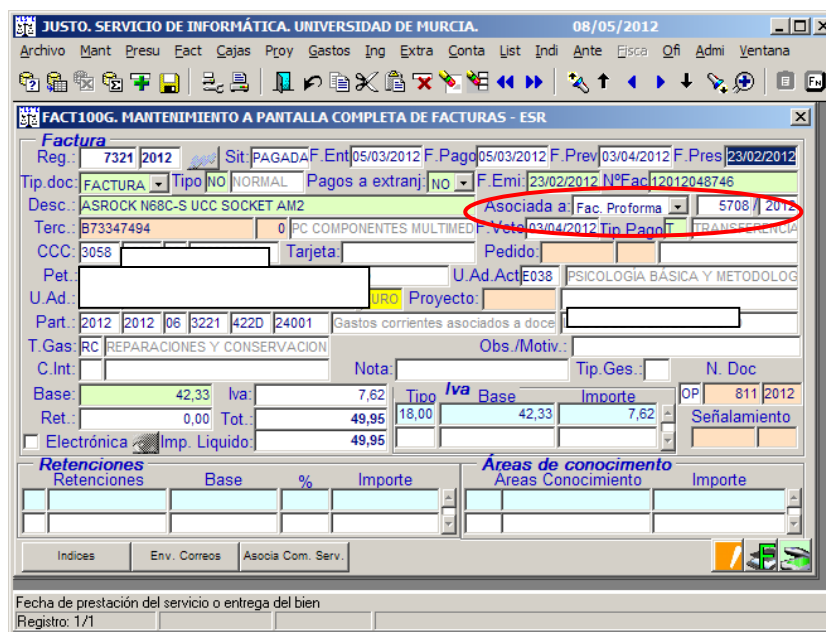 JUSTO. SERVICIO DE INFORMÁTICA. UNIVERSIDAD DE MURCIA. 08/05/2012
Archivo Mant Presu Fact Cajas Proy Gastos Ing Extra Conta List Indi Ante Fisca Ofi Admi Ventana
FACT100G. MANTENIMIENTO A PANTALLA COMPLETA DE FACTURAS - ESR
Factura
Reg.: 7321 2012 Sit: PAGADA F.Ent 05/03/2012 F.Pago 05/03/2012 F.Prev 03/04/2012 F.Pres 23/02/2012
Tip.doc: FACTURA Tipo NO NORMAL Pagos a extranj: NO F.Emi: 23/02/2012 NºFac 12012048746
Desc.: ASROCK N68C-S UCC SOCKET AM2 Asociada a: Fac. Proforma 5708 / 2012
Terc.: B73347494 0 PC COMPONENTES MULTIMED F.Vcto 03/04/2012 Tip Pago T TRANSFERENCIA
CCC: 3058 Tarjeta: Pedido:
Pet.: U.Ad.Act E038 PSICOLOGÍA BÁSICA Y METODOLOG
U.Ad.: URO Proyecto:
Part.: 2012 2012 06 3221 422D 24001 Gastos corrientes asociados a doce
T.Gas: RC REPARACIONES Y CONSERVACION Obs./Motiv.:
C.Int: Nota: Tip.Ges.: N. Doc
Base: 42,33 Iva: 7,62 Tipo Iva Base Importe OP 811 2012
Ret.: 0,00 Tot.: 49,95 18,00 42,33 7,62 Señalamiento
Electrónica Imp. Liquido: 49,95
Retenciones Áreas de conocimento
Retenciones Base % Importe Areas Conocimiento Importe
Indices Env. Correos Asocia Com. Serv.
Fecha de prestación del servicio o entrega del bien
Registro: 1/1